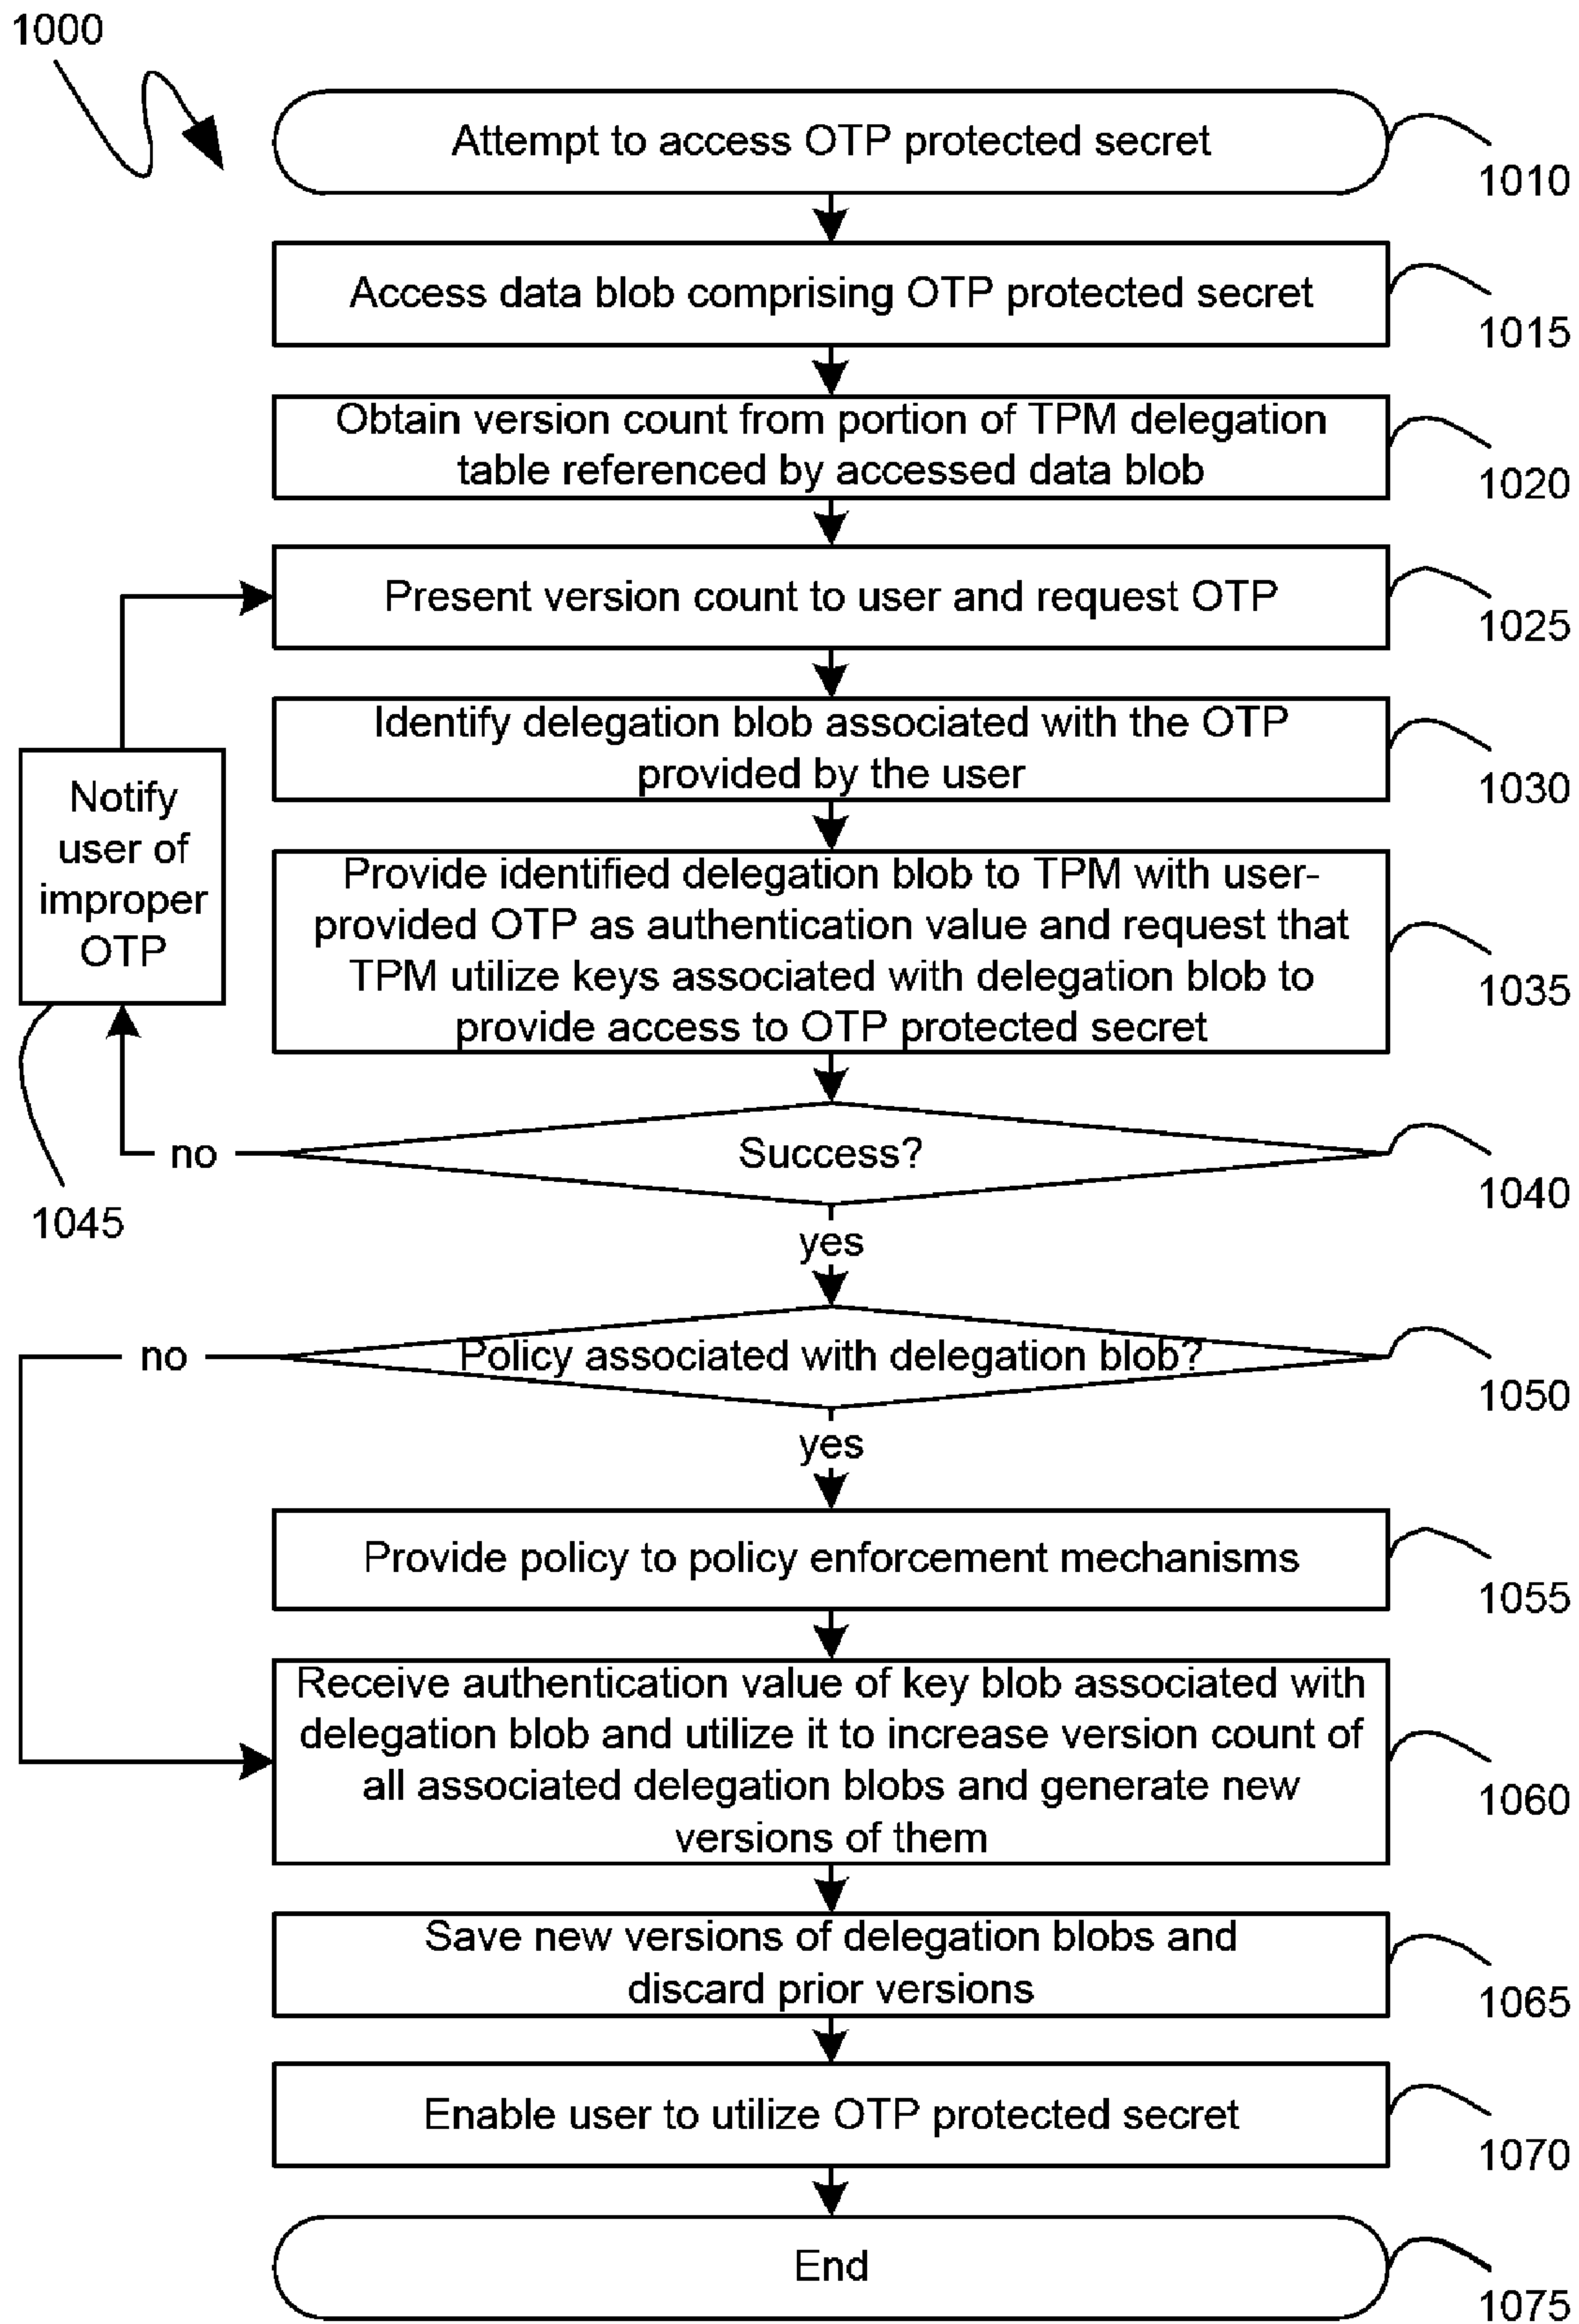 1000
Attempt to access OTP protected secret
1010
Access data blob comprising OTP protected secret
1015
Obtain version count from portion of TPM delegation
table referenced by accessed data blob
1020
Present version count to user and request OTP
1025
Identify delegation blob associated with the OTP
provided by the user
1030
Notify
user of
improper
OTP
1045
Provide identified delegation blob to TPM with user-
provided OTP as authentication value and request that
TPM utilize keys associated with delegation blob to
provide access to OTP protected secret
1035
Success?
1040
no
yes
Policy associated with delegation blob?
1050
no
yes
Provide policy to policy enforcement mechanisms
1055
Receive authentication value of key blob associated with
delegation blob and utilize it to increase version count of
all associated delegation blobs and generate new
versions of them
1060
Save new versions of delegation blobs and
discard prior versions
1065
Enable user to utilize OTP protected secret
1070
End
1075